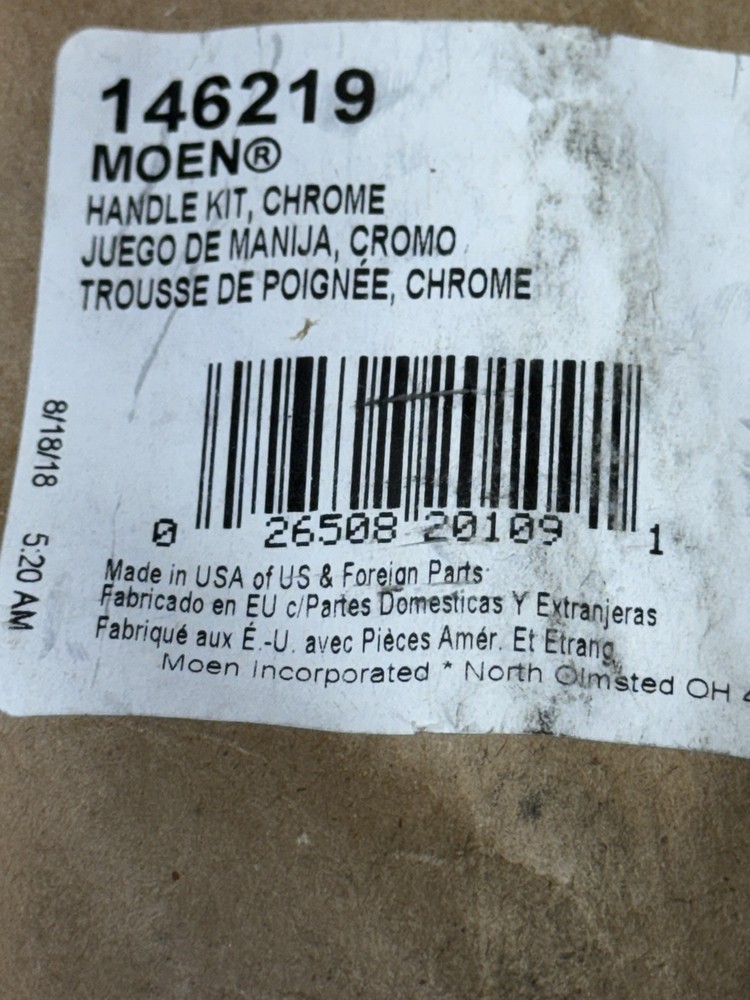 146219
MOEN®
HANDLE KIT, CHROME
JUEGO DE MANIJA, CROMO
TROUSSE DE POIGNÉE, CHROME
8/18/18 5:20 AM
0 26508 20109 1
Made in USA of US & Foreign Parts
Fabricado en EU c/Partes Domesticas Y Extranjeras
Fabriqué aux É.-U. avec Pièces Amér. Et Etrang.
Moen Incorporated * North Olmsted OH 4